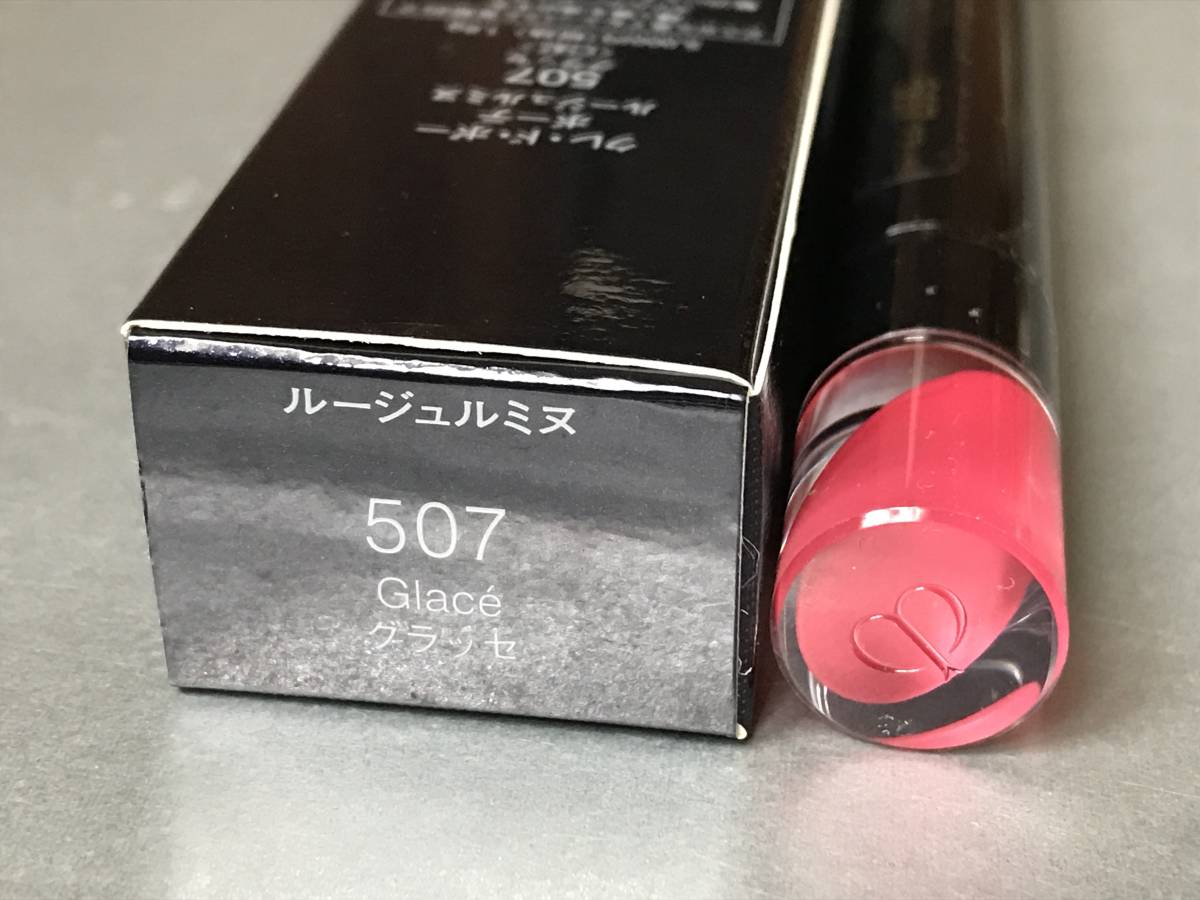 ルージュルミヌ
507
Glacé
グラッセ
クレ・ド・ポー
ボーテ
ルージュルミヌ
507